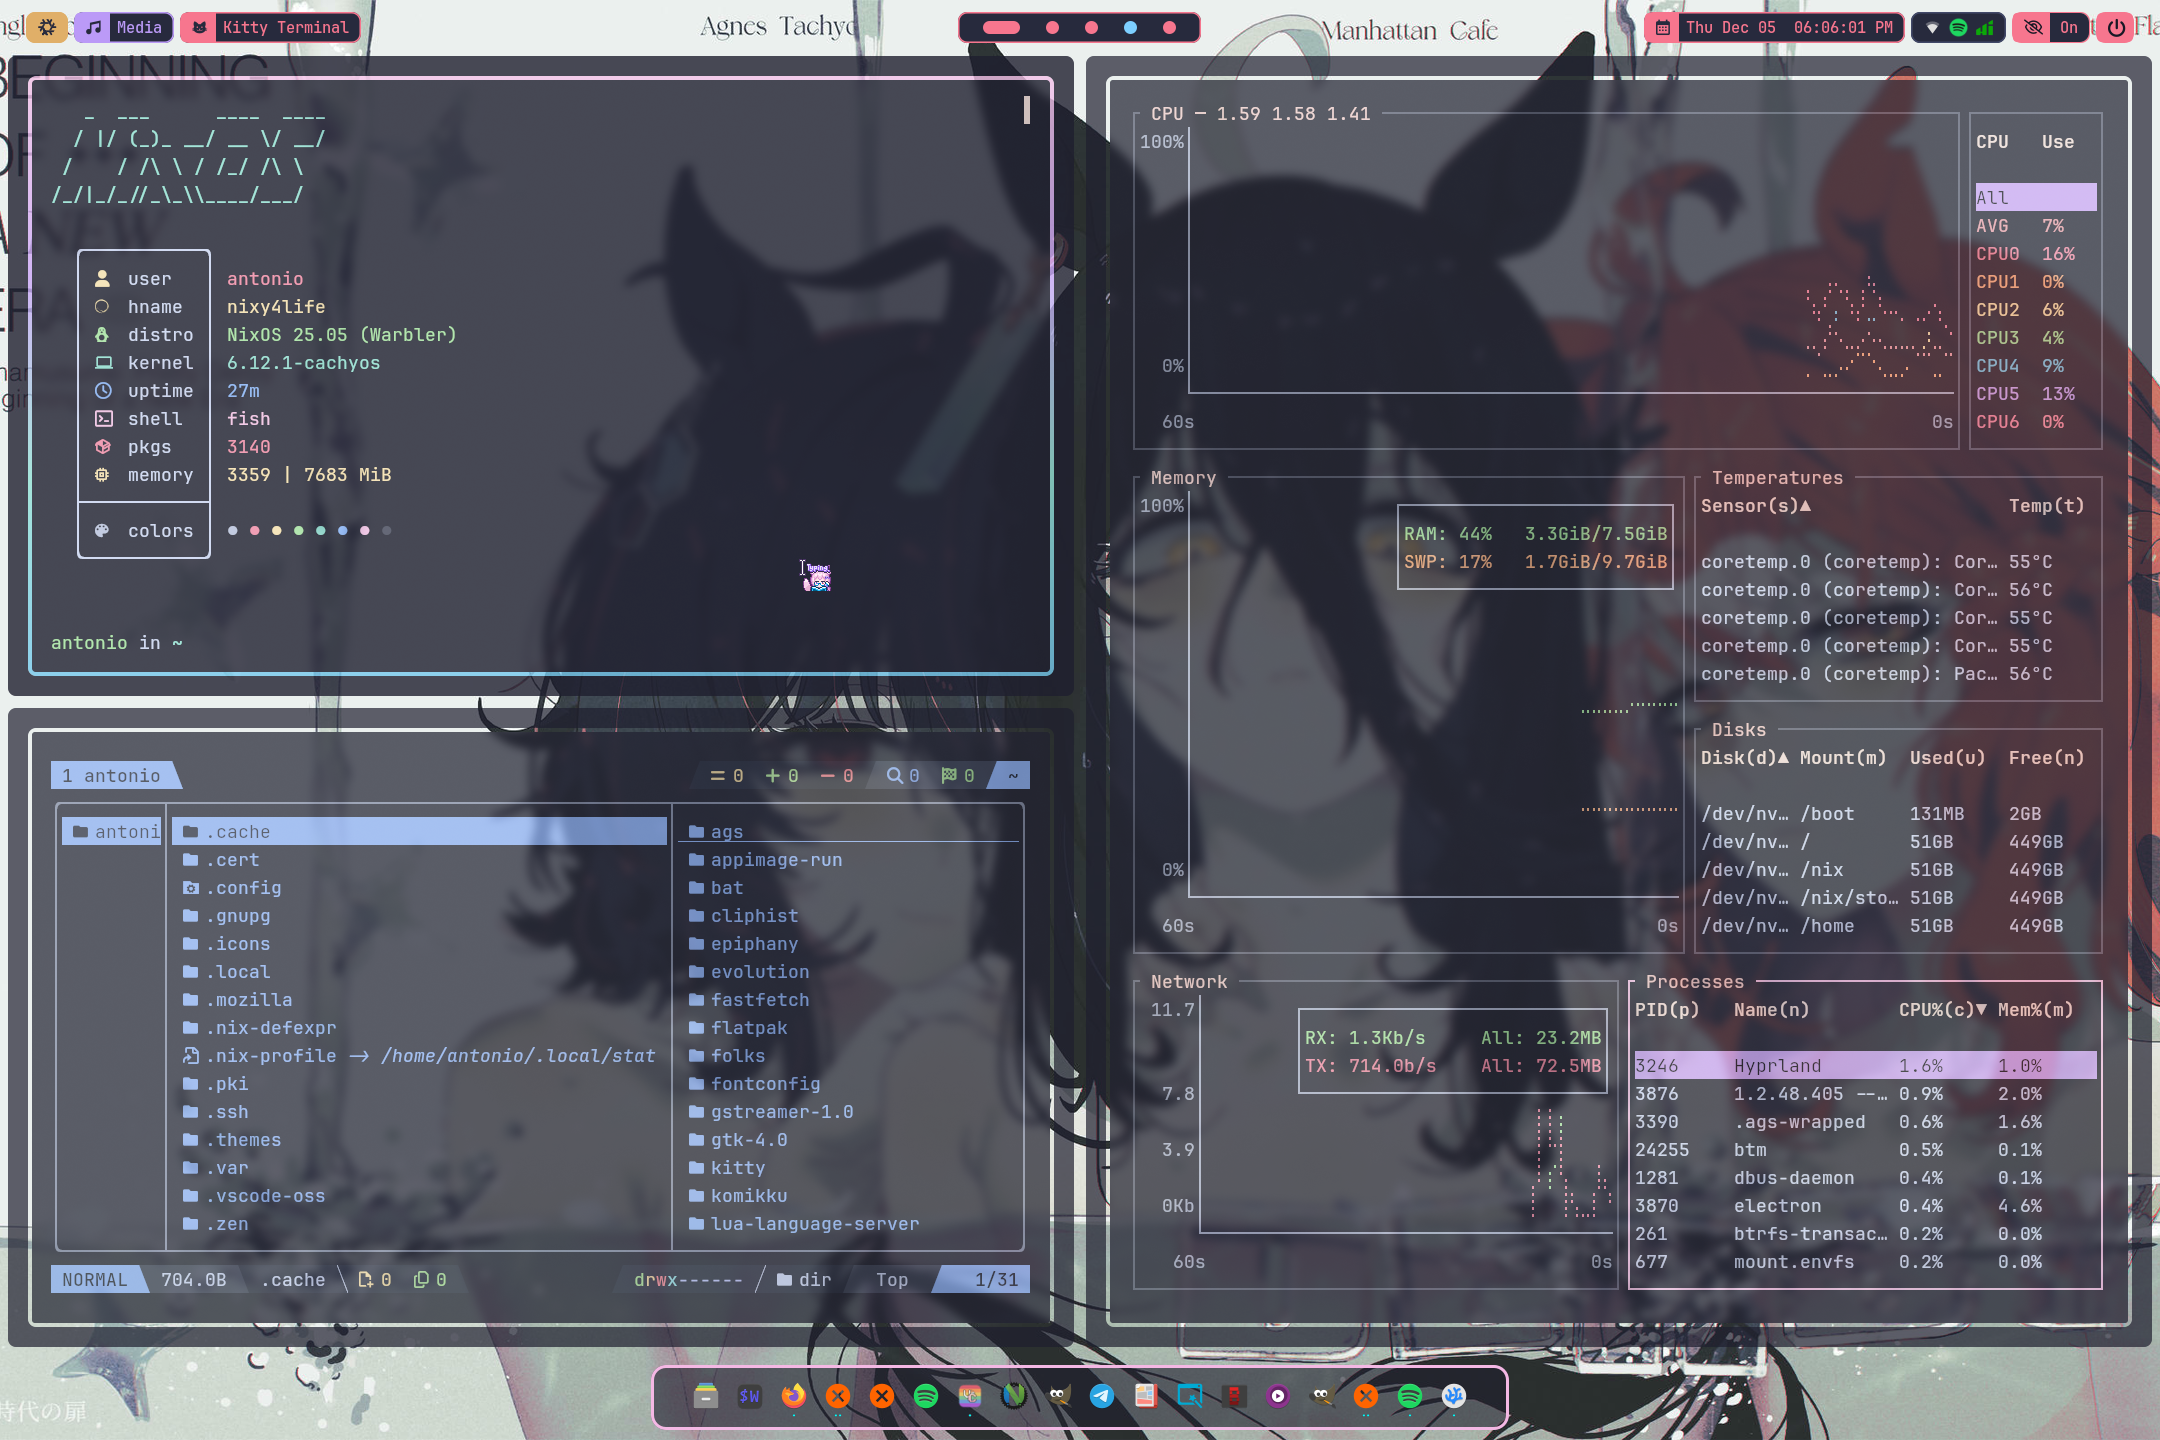 Media
Kitty Terminal
Agnes Tachyo
Manhattan Cafe
Thu Dec 05 06:06:01 PM
On
BEGINNING
OF
A NEW
ERA
user antonio
hname nixy4life
distro NixOS 25.05 (Warbler)
kernel 6.12.1-cachyos
uptime 27m
shell fish
pkgs 3140
memory 3359 | 7683 MiB
colors
Typing
antonio in ~
1 antonio
= 0 + 0 − 0 0 0 ~
antoni
.cache
.cert
.config
.gnupg
.icons
.local
.mozilla
.nix-defexpr
.nix-profile -> /home/antonio/.local/stat
.pki
.ssh
.themes
.var
.vscode-oss
.zen
ags
appimage-run
bat
cliphist
epiphany
evolution
fastfetch
flatpak
folks
fontconfig
gstreamer-1.0
gtk-4.0
kitty
komikku
lua-language-server
NORMAL 704.0B .cache 0 0
drwx------ dir Top 1/31
CPU — 1.59 1.58 1.41
100%
0%
60s 0s
CPU Use
All
AVG 7%
CPU0 16%
CPU1 0%
CPU2 6%
CPU3 4%
CPU4 9%
CPU5 13%
CPU6 0%
Memory
100%
RAM: 44% 3.3GiB/7.5GiB
SWP: 17% 1.7GiB/9.7GiB
0%
60s 0s
Temperatures
Sensor(s)▲ Temp(t)
coretemp.0 (coretemp): Cor… 55°C
coretemp.0 (coretemp): Cor… 56°C
coretemp.0 (coretemp): Cor… 55°C
coretemp.0 (coretemp): Cor… 55°C
coretemp.0 (coretemp): Pac… 56°C
Disks
Disk(d)▲ Mount(m) Used(u) Free(n)
/dev/nv… /boot 131MB 2GB
/dev/nv… / 51GB 449GB
/dev/nv… /nix 51GB 449GB
/dev/nv… /nix/sto… 51GB 449GB
/dev/nv… /home 51GB 449GB
Network
11.7
RX: 1.3Kb/s All: 23.2MB
TX: 714.0b/s All: 72.5MB
7.8
3.9
0Kb
60s 0s
Processes
PID(p) Name(n) CPU%(c)▼ Mem%(m)
3246 Hyprland 1.6% 1.0%
3876 1.2.48.405 --… 0.9% 2.0%
3390 .ags-wrapped 0.6% 1.6%
24255 btm 0.5% 0.1%
1281 dbus-daemon 0.4% 0.1%
3870 electron 0.4% 4.6%
261 btrfs-transac… 0.2% 0.0%
677 mount.envfs 0.2% 0.0%
$W
時代の扉